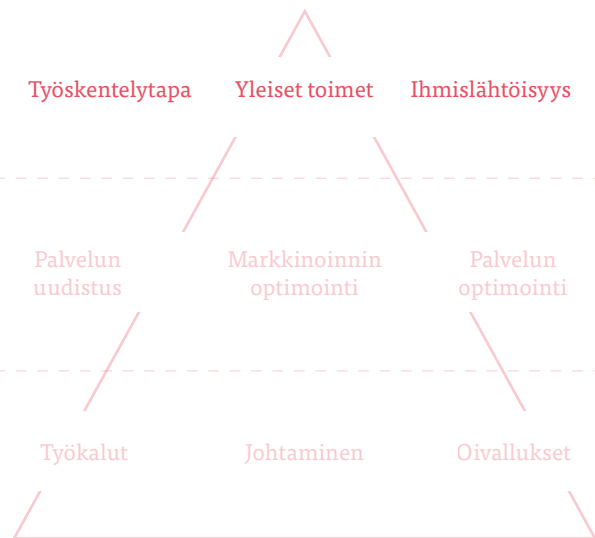 Työskentelytapa Yleiset toimet Ihmislähtöisyys
Palvelun Markkinoinnin Palvelun
uudistus optimointi optimointi
Työkalut Johtaminen Oivallukset